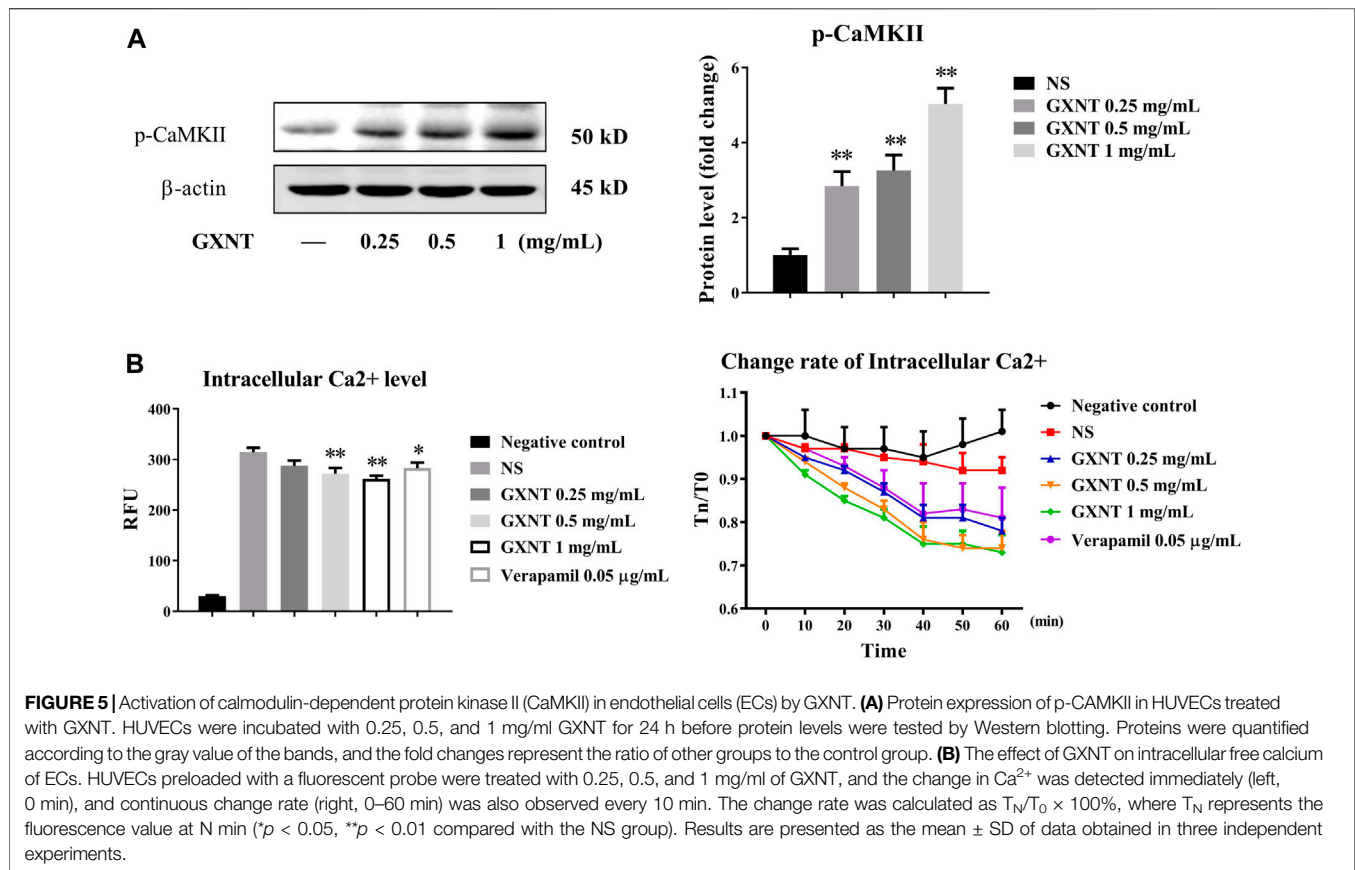 A
p-CaMKII
50 kD
β-actin
45 kD
GXNT — 0.25 0.5 1 (mg/mL)
p-CaMKII
Protein level (fold change)
6
4
2
0
**
**
**
NS
GXNT 0.25 mg/mL
GXNT 0.5 mg/mL
GXNT 1 mg/mL
B
Intracellular Ca2+ level
RFU
400
300
200
100
0
**
**
*
Negative control
NS
GXNT 0.25 mg/mL
GXNT 0.5 mg/mL
GXNT 1 mg/mL
Verapamil 0.05 μg/mL
Change rate of Intracellular Ca2+
Tn/T0
1.1
1.0
0.9
0.8
0.7
0.6
0 10 20 30 40 50 60 (min)
Time
Negative control
NS
GXNT 0.25 mg/mL
GXNT 0.5 mg/mL
GXNT 1 mg/mL
Verapamil 0.05 μg/mL
FIGURE 5 | Activation of calmodulin-dependent protein kinase II (CaMKII) in endothelial cells (ECs) by GXNT. (A) Protein expression of p-CAMKII in HUVECs treated
with GXNT. HUVECs were incubated with 0.25, 0.5, and 1 mg/ml GXNT for 24 h before protein levels were tested by Western blotting. Proteins were quantified
according to the gray value of the bands, and the fold changes represent the ratio of other groups to the control group. (B) The effect of GXNT on intracellular free calcium
of ECs. HUVECs preloaded with a fluorescent probe were treated with 0.25, 0.5, and 1 mg/ml of GXNT, and the change in Ca²⁺ was detected immediately (left,
0 min), and continuous change rate (right, 0–60 min) was also observed every 10 min. The change rate was calculated as T_N/T_0 × 100%, where T_N represents the
fluorescence value at N min (*p < 0.05, **p < 0.01 compared with the NS group). Results are presented as the mean ± SD of data obtained in three independent
experiments.